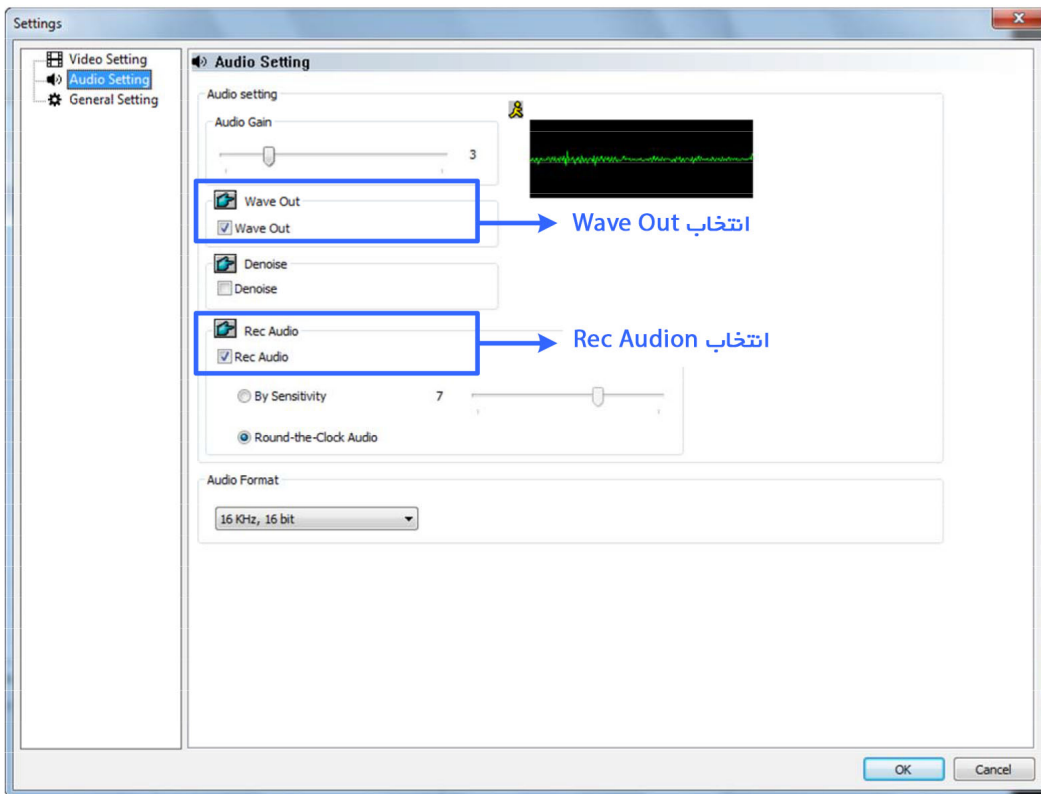 Settings
Video Setting
Audio Setting
General Setting
Audio Setting
Audio setting
Audio Gain
3
Wave Out
Wave Out
انتخاب Wave Out
Denoise
Denoise
Rec Audio
Rec Audio
انتخاب Rec Audion
By Sensitivity 7
Round-the-Clock Audio
Audio Format
16 KHz, 16 bit
OK Cancel